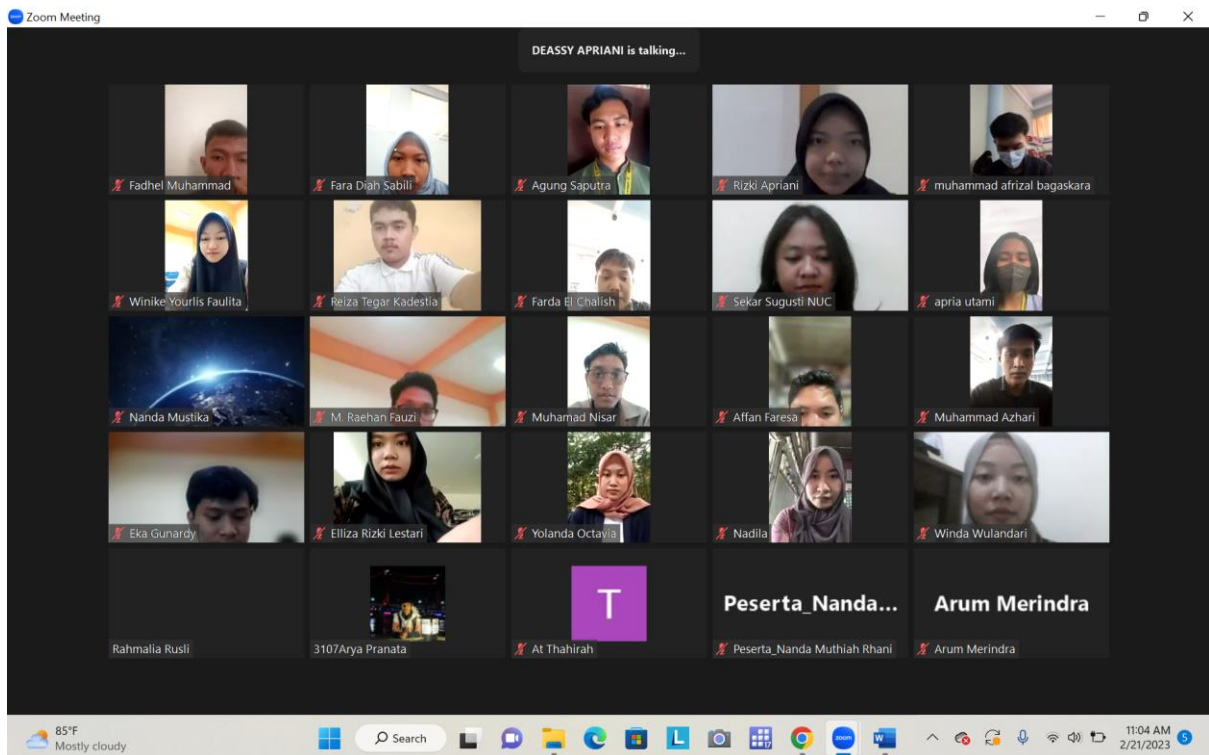 zoom Zoom Meeting
DEASSY APRIANI is talking...
Fadhel Muhammad
Fara Diah Sabili
Agung Saputra
Rizki Apriani
muhammad afrizal bagaskara
Winike Yourlis Faulita
Reiza Tegar Kadestia
Farda El Chalish
Sekar Sugusti NUC
apria utami
Nanda Mustika
M. Raehan Fauzi
Muhamad Nisar
Affan Faresa
Muhammad Azhari
Eka Gunardy
Elliza Rizki Lestari
Yolanda Octavia
Nadila
Winda Wulandari
T
Peserta_Nanda...
Arum Merindra
Rahmalia Rusli
3107Arya Pranata
At Thahirah
Peserta_Nanda Muthiah Rhani
Arum Merindra
85°F
Mostly cloudy
Search
L
17
zoom
W
11:04 AM
2/21/2023
5